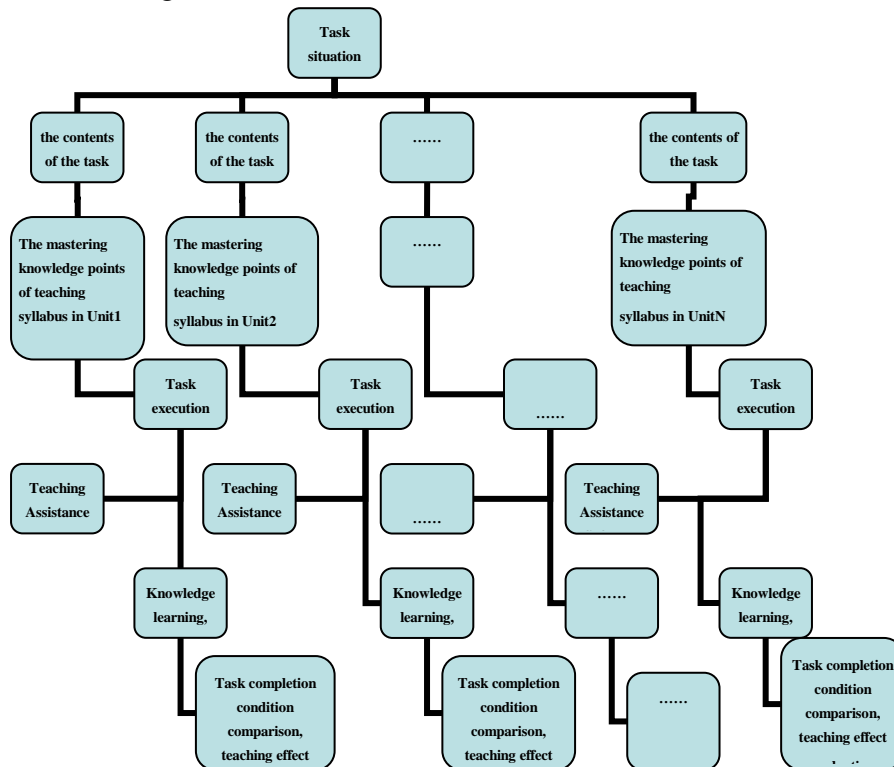 Task
situation
the contents
of the task
the contents
of the task
……
the contents of
the task
The mastering
knowledge points
of teaching
syllabus in Unit1
The mastering
knowledge points of
teaching
syllabus in Unit2
……
The mastering
knowledge points of
teaching
syllabus in UnitN
Task
execution
Task
execution
……
Task
execution
Teaching
Assistance
Teaching
Assistance
……
Teaching
Assistance
Knowledge
learning,
Knowledge
learning,
……
Knowledge
learning,
Task completion
condition
comparison,
teaching effect
Task completion
condition
comparison,
teaching effect
……
Task completion
condition
comparison,
teaching effect